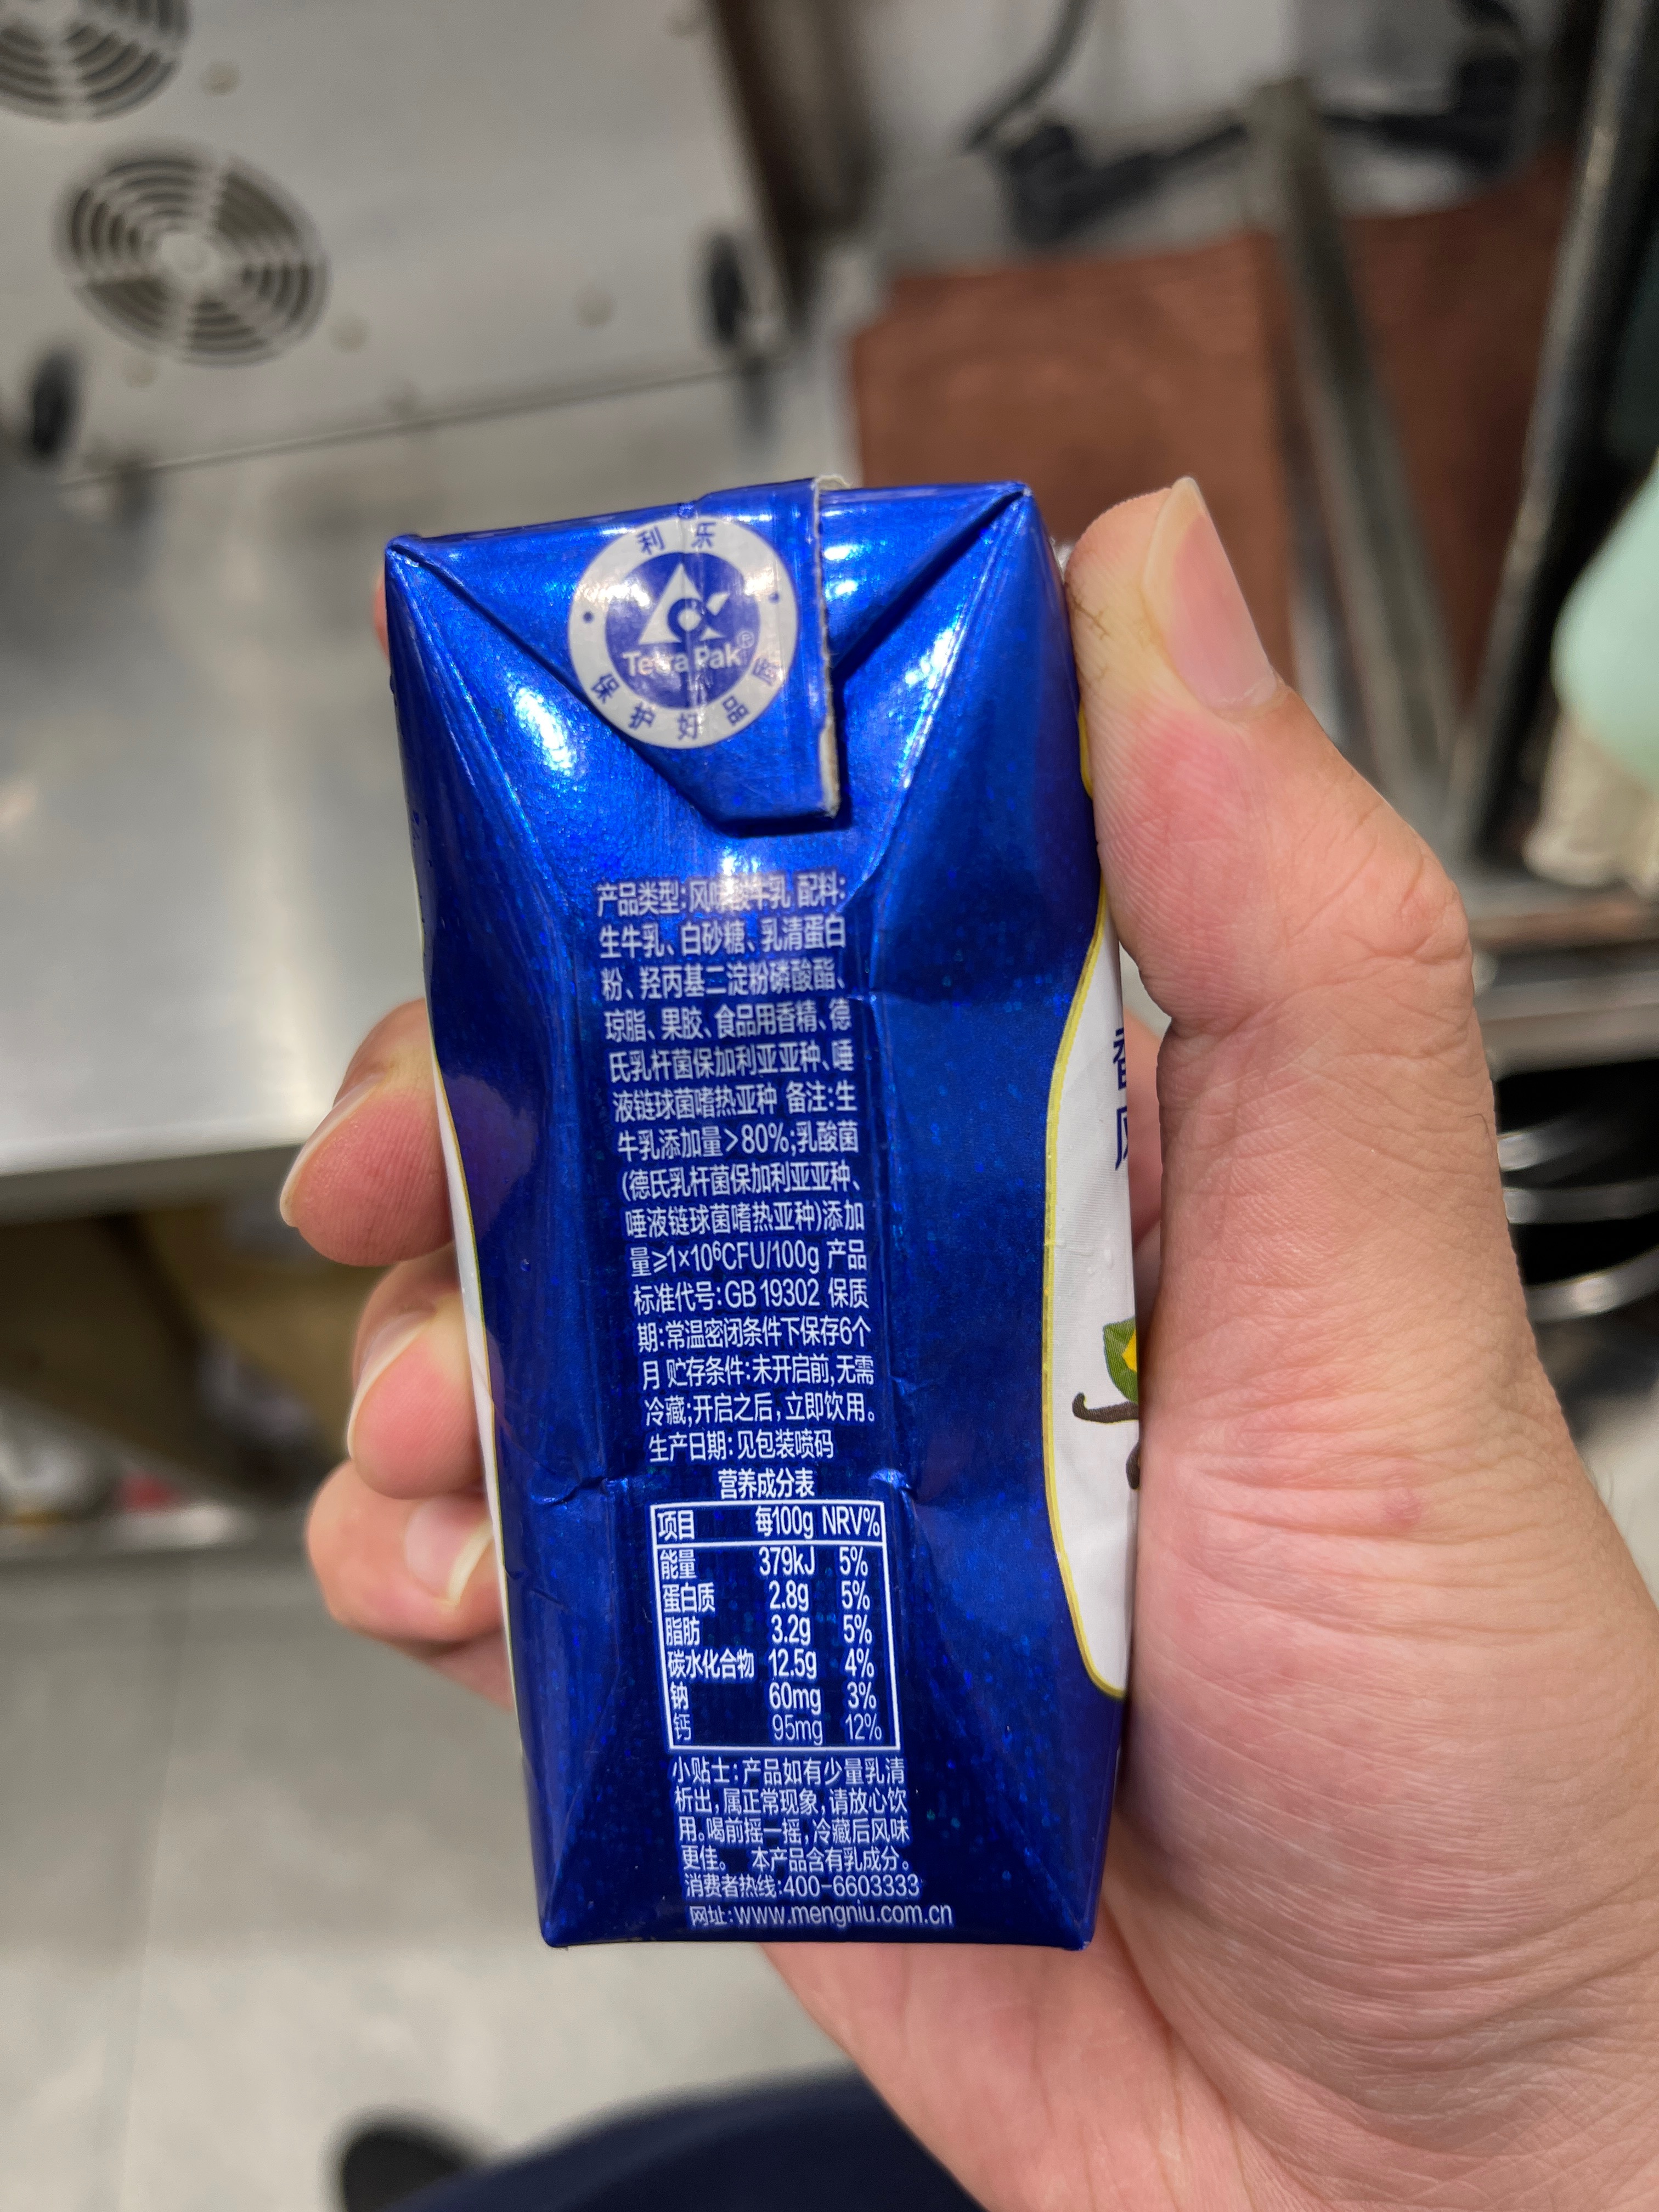 利乐
Tetra Pak®
保护好品质
产品类型:风味酸牛乳 配料:
生牛乳、白砂糖、乳清蛋白
粉、羟丙基二淀粉磷酸酯、
琼脂、果胶、食品用香精、德
氏乳杆菌保加利亚亚种、唾
液链球菌嗜热亚种 备注:生
牛乳添加量>80%;乳酸菌
(德氏乳杆菌保加利亚亚种、
唾液链球菌嗜热亚种)添加
量≥1×10⁶CFU/100g 产品
标准代号:GB 19302 保质
期:常温密闭条件下保存6个
月 贮存条件:未开启前,无需
冷藏;开启之后,立即饮用。
生产日期:见包装喷码
营养成分表
项目 每100g NRV%
能量 379kJ 5%
蛋白质 2.8g 5%
脂肪 3.2g 5%
碳水化合物 12.5g 4%
钠 60mg 3%
钙 95mg 12%
小贴士:产品如有少量乳清
析出,属正常现象,请放心饮
用。喝前摇一摇,冷藏后风味
更佳。 本产品含有乳成分。
消费者热线:400-6603333
网址:www.mengniu.com.cn